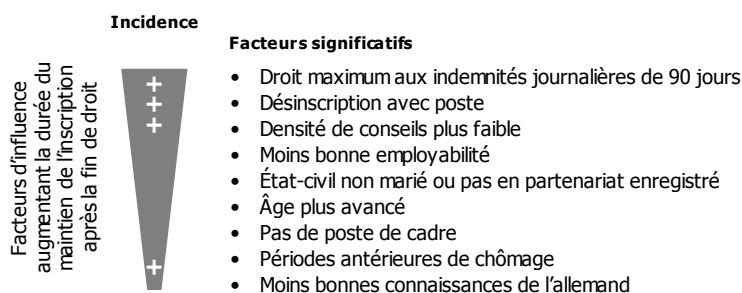 Incidence
Facteurs significatifs
Facteurs d'influence
augmentant la durée du
maintien de l'inscription
après la fin de droit
+
+
+
+
• Droit maximum aux indemnités journalières de 90 jours
• Désinscription avec poste
• Densité de conseils plus faible
• Moins bonne employabilité
• État-civil non marié ou pas en partenariat enregistré
• Âge plus avancé
• Pas de poste de cadre
• Périodes antérieures de chômage
• Moins bonnes connaissances de l'allemand